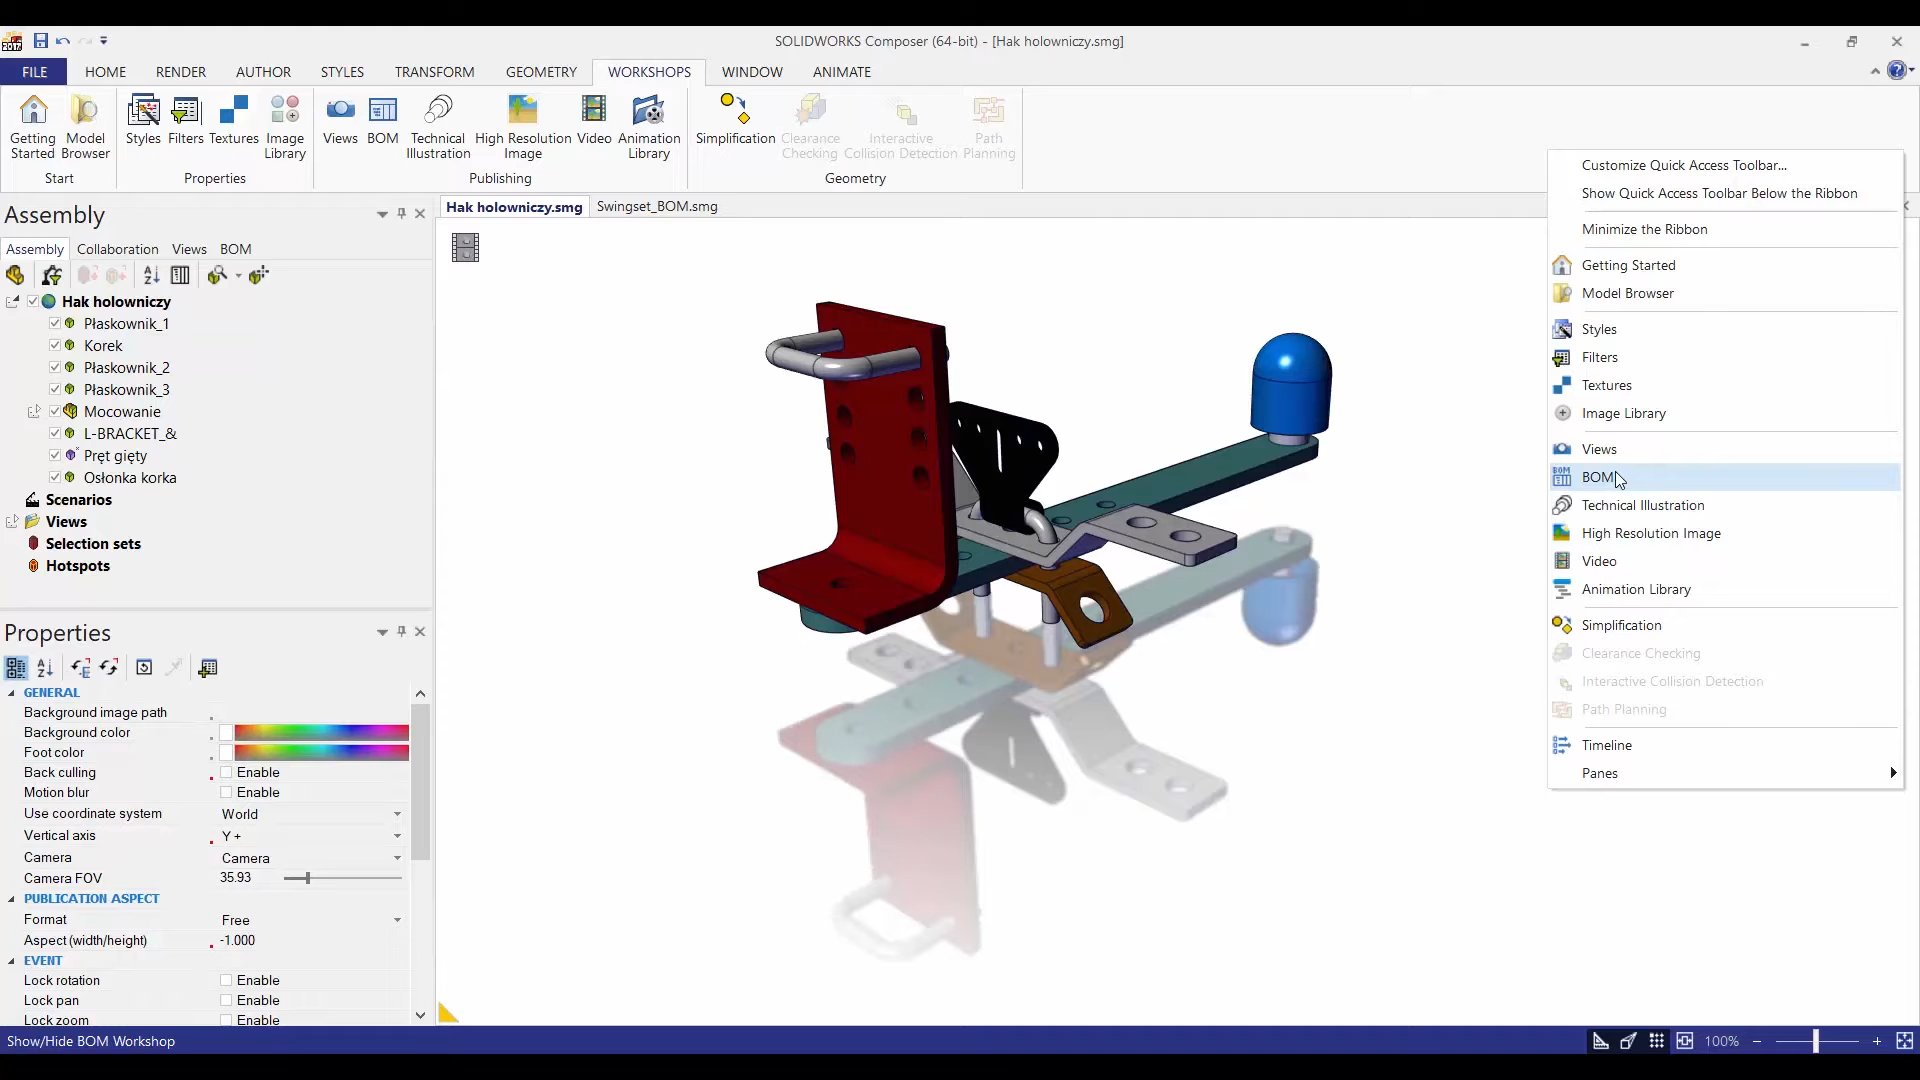 SOLIDWORKS Composer (64-bit) - [Hak holowniczy.smg]
FILE HOME RENDER AUTHOR STYLES TRANSFORM GEOMETRY WORKSHOPS WINDOW ANIMATE
Getting Started
Model Browser
Styles
Filters
Textures
Image Library
Views
BOM
Technical Illustration
High Resolution Image
Video
Animation Library
Simplification
Clearance Checking
Interactive Collision Detection
Path Planning
Start
Properties
Publishing
Geometry
Assembly
Assembly Collaboration Views BOM
Hak holowniczy
Płaskownik_1
Korek
Płaskownik_2
Płaskownik_3
Mocowanie
L-BRACKET_&
Pręt gięty
Osłonka korka
Scenarios
Views
Selection sets
Hotspots
Properties
GENERAL
Background image path
Background color
Foot color
Back culling Enable
Motion blur Enable
Use coordinate system World
Vertical axis Y +
Camera Camera
Camera FOV 35.93
PUBLICATION ASPECT
Format Free
Aspect (width/height) -1.000
EVENT
Lock rotation Enable
Lock pan Enable
Lock zoom Enable
Hak holowniczy.smg Swingset_BOM.smg
Customize Quick Access Toolbar...
Show Quick Access Toolbar Below the Ribbon
Minimize the Ribbon
Getting Started
Model Browser
Styles
Filters
Textures
Image Library
Views
BOM
Technical Illustration
High Resolution Image
Video
Animation Library
Simplification
Clearance Checking
Interactive Collision Detection
Path Planning
Timeline
Panes
Show/Hide BOM Workshop
100%